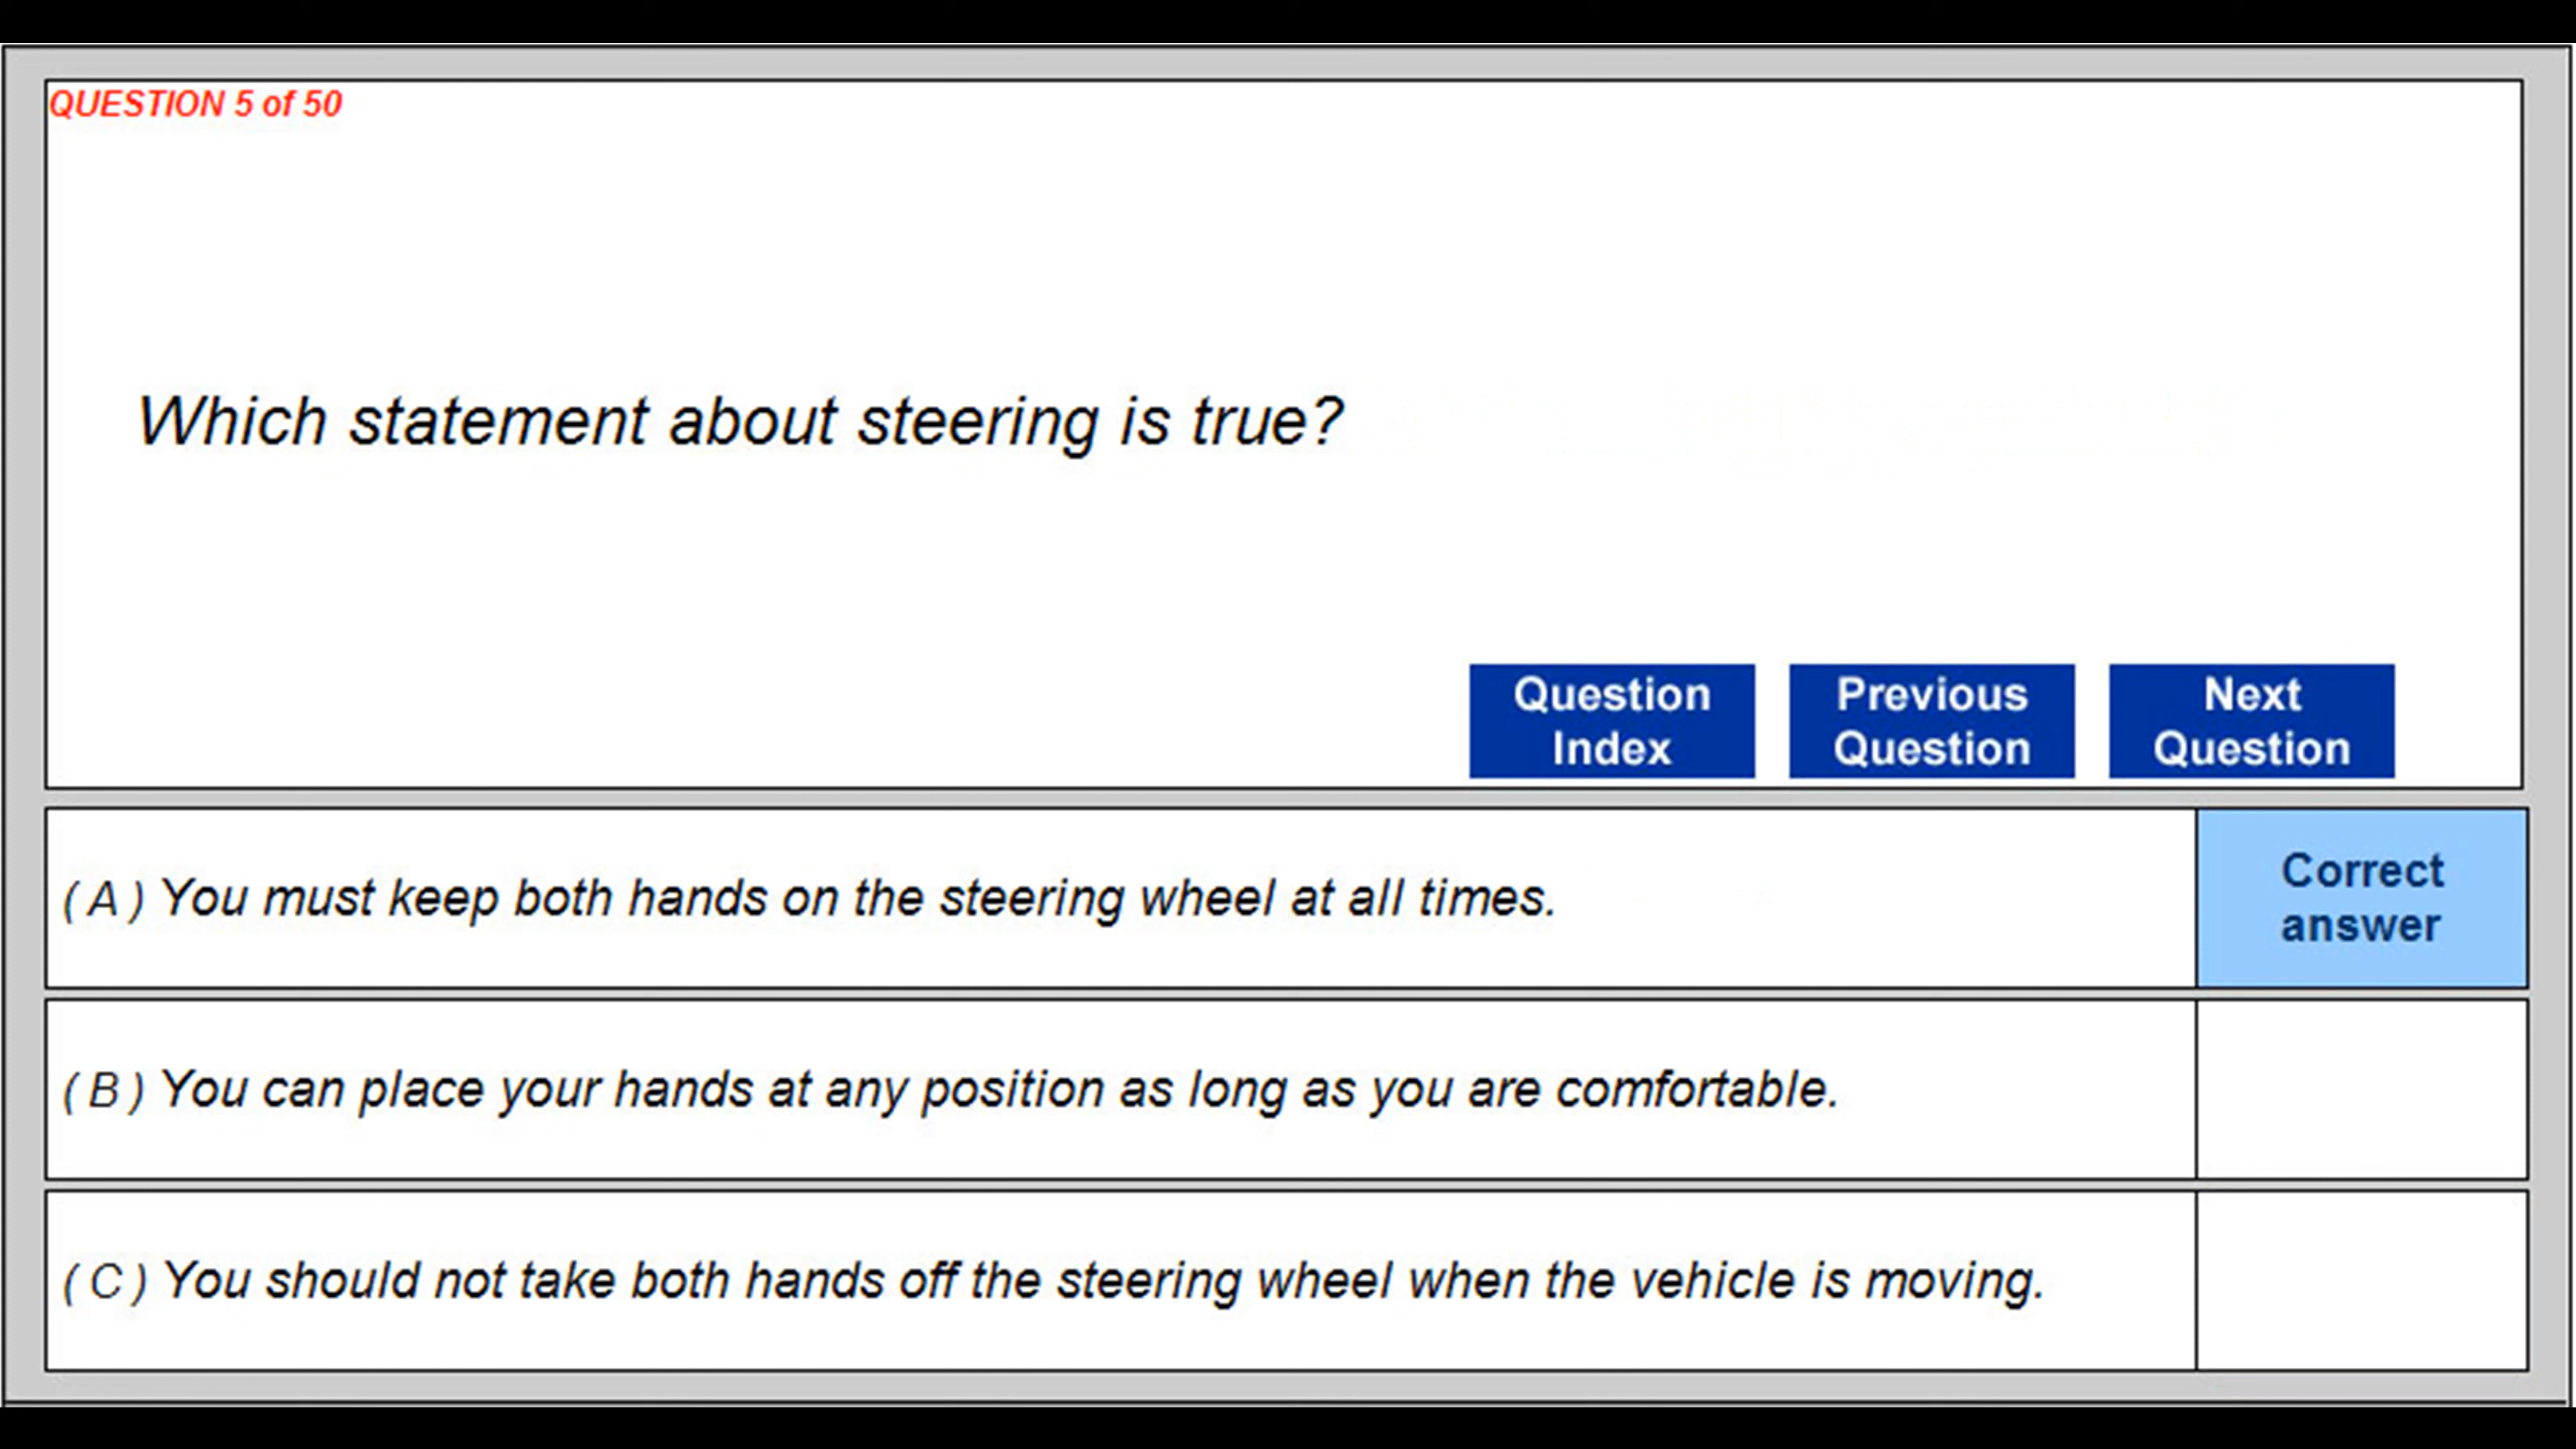 QUESTION 5 of 50
Which statement about steering is true?
Question
Index
Previous
Question
Next
Question
( A ) You must keep both hands on the steering wheel at all times.
Correct
answer
( B ) You can place your hands at any position as long as you are comfortable.
( C ) You should not take both hands off the steering wheel when the vehicle is moving.